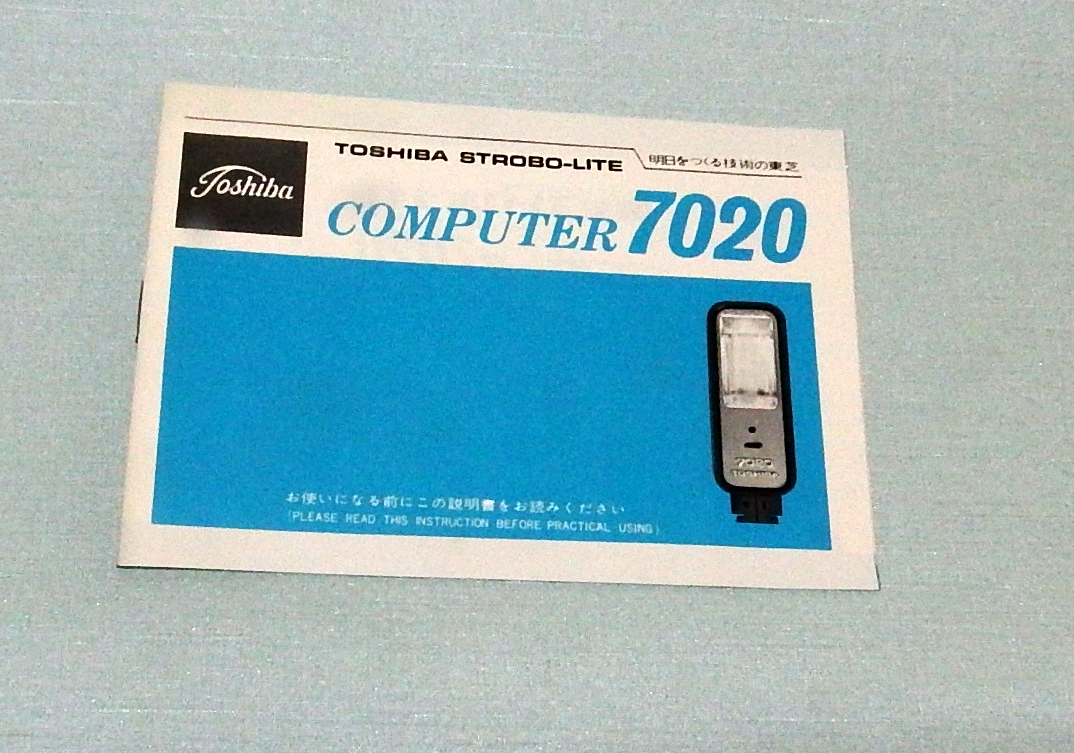 TOSHIBA STROBO-LITE
明日をつくる技術の東芝
Toshiba
COMPUTER 7020
7020
TOSHIBA
お使いになる前にこの説明書をお読みください
(PLEASE READ THIS INSTRUCTION BEFORE PRACTICAL USING)